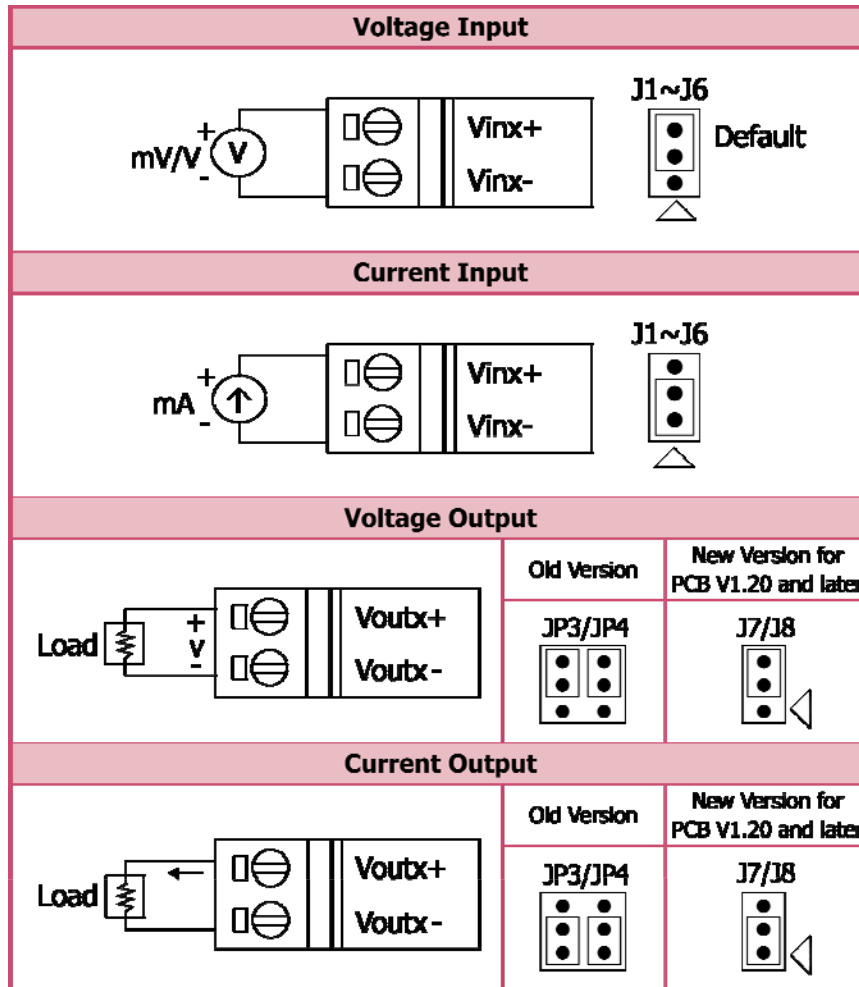 Voltage Input
J1~J6
+
mV/V V
-
Vinx+
Vinx-
Default
Current Input
J1~J6
+
mA
-
Vinx+
Vinx-
Voltage Output
Old Version
New Version for
PCB V1.20 and later
Load
+
V
-
Voutx+
Voutx-
JP3/JP4
J7/J8
Current Output
Old Version
New Version for
PCB V1.20 and later
Load
Voutx+
Voutx-
JP3/JP4
J7/J8